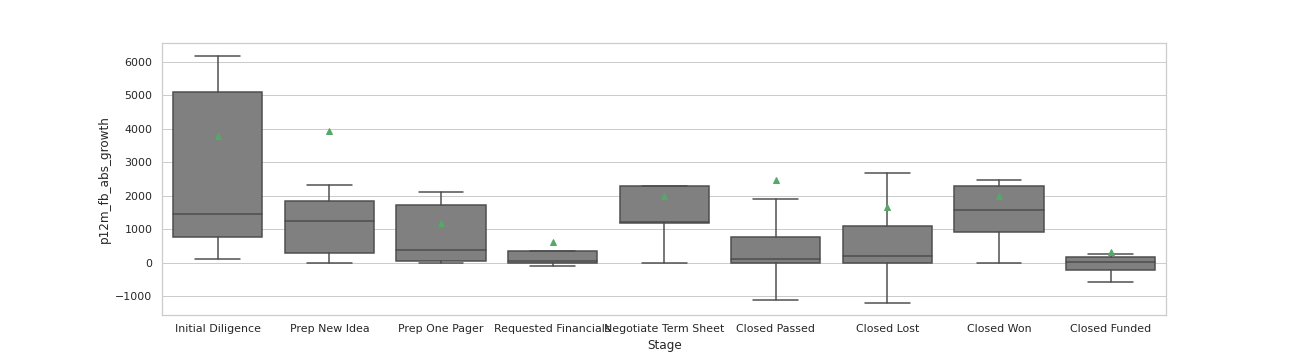 p12m_fb_abs_growth
6000
5000
4000
3000
2000
1000
0
−1000
Initial Diligence Prep New Idea Prep One Pager Requested Financials Negotiate Term Sheet Closed Passed Closed Lost Closed Won Closed Funded
Stage